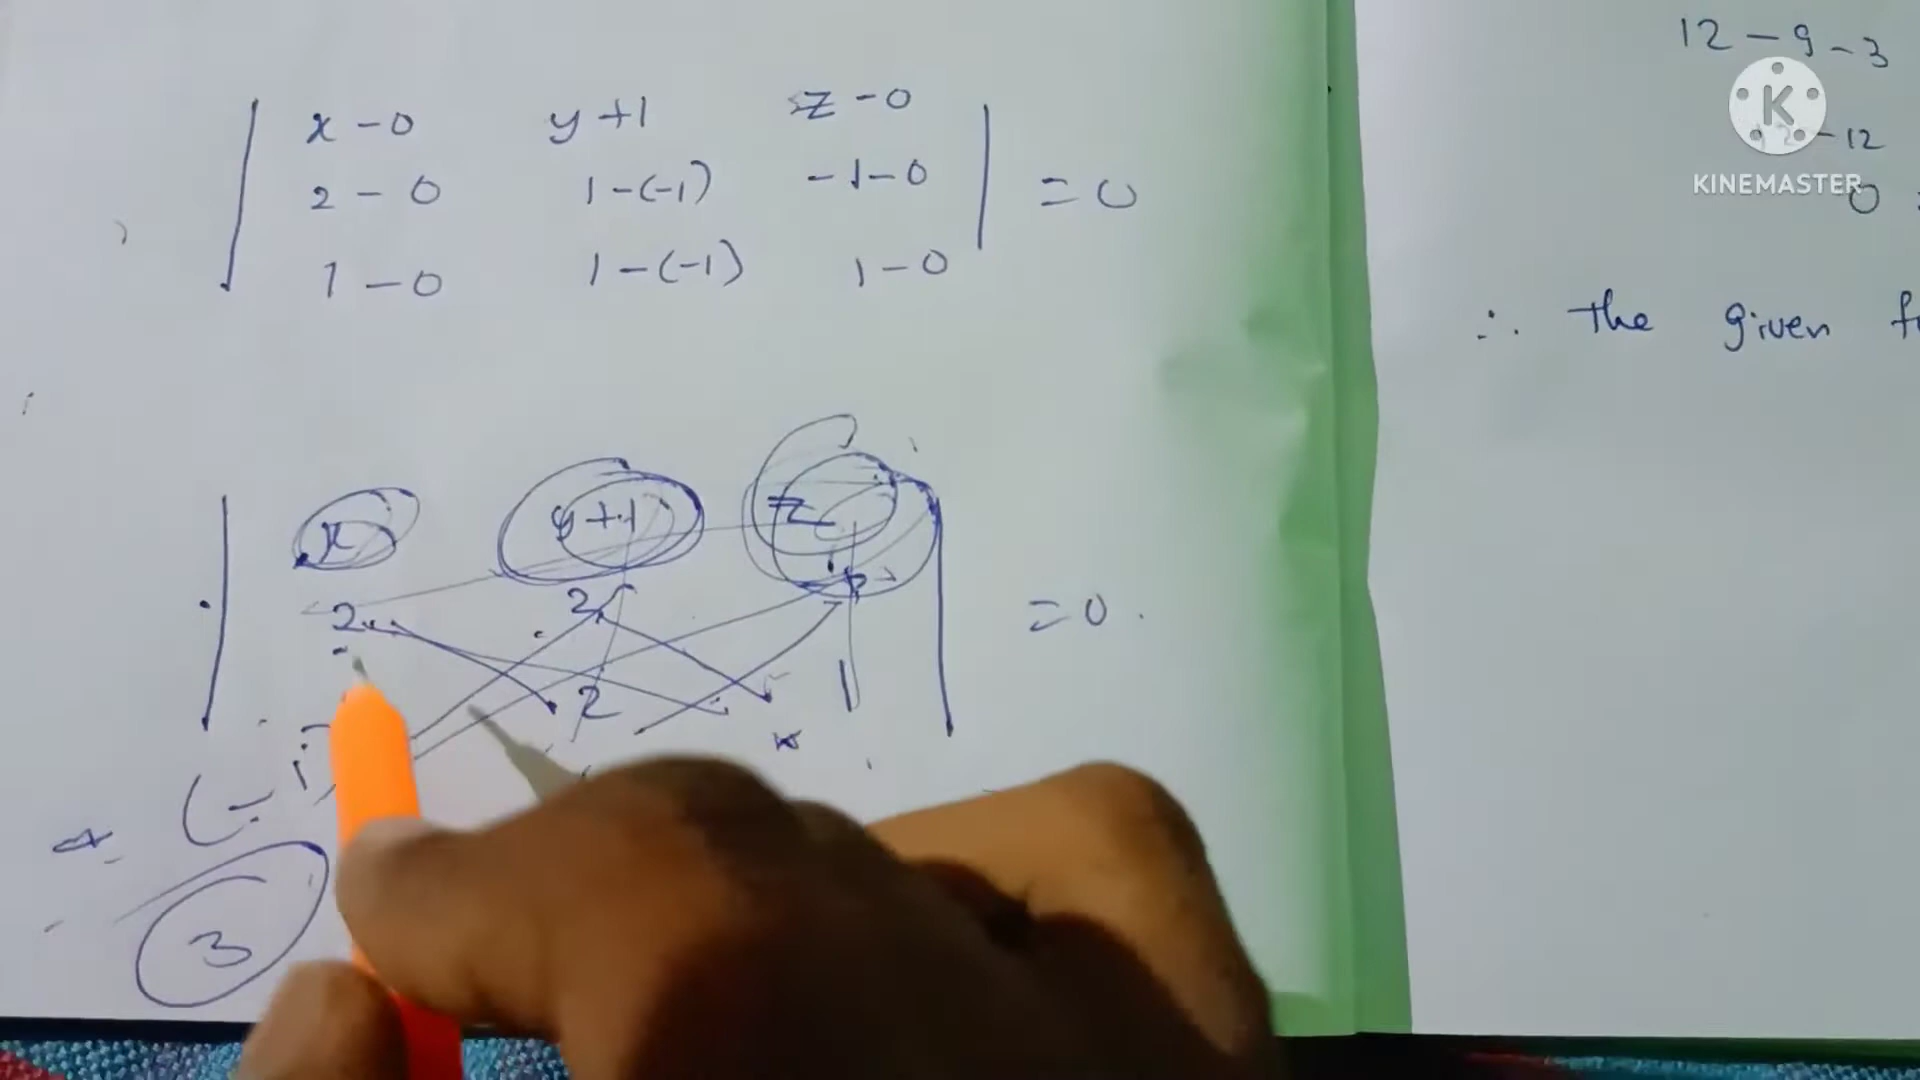 x - 0 y + 1 z - 0
2 - 0 1 - (-1) - 1 - 0 = 0
1 - 0 1 - (-1) 1 - 0
x y + 1 z
2 2 = 0
2 1
3
12 - 9 - 3
- 12
0
KINEMASTER
∴ the given